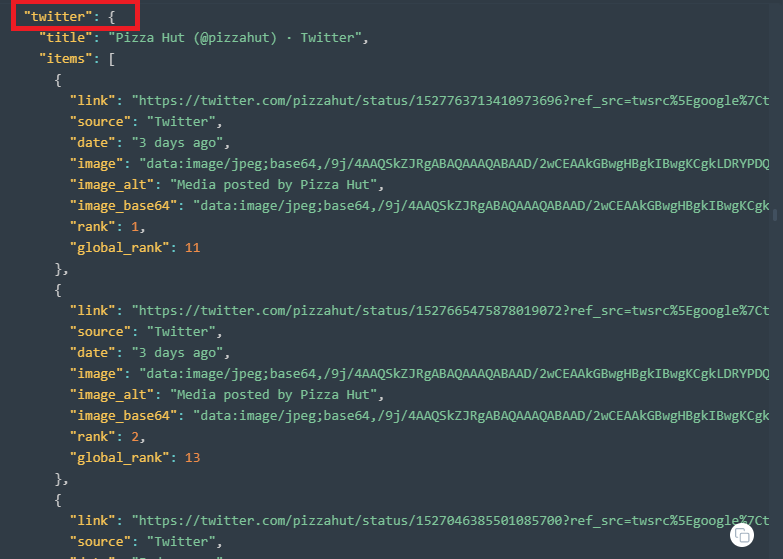 "twitter": {
"title": "Pizza Hut (@pizzahut) · Twitter",
"items": [
{
"link": "https://twitter.com/pizzahut/status/1527763713410973696?ref_src=twsrc%5Egoogle%7Ct
"source": "Twitter",
"date": "3 days ago",
"image": "data:image/jpeg;base64,/9j/4AAQSkZJRgABAQAAAQABAAD/2wCEAAkGBwgHBgkIBwgKCgkLDRYPDQ
"image_alt": "Media posted by Pizza Hut",
"image_base64": "data:image/jpeg;base64,/9j/4AAQSkZJRgABAQAAAQABAAD/2wCEAAkGBwgHBgkIBwgKCgk
"rank": 1,
"global_rank": 11
},
{
"link": "https://twitter.com/pizzahut/status/1527665475878019072?ref_src=twsrc%5Egoogle%7Ct
"source": "Twitter",
"date": "3 days ago",
"image": "data:image/jpeg;base64,/9j/4AAQSkZJRgABAQAAAQABAAD/2wCEAAkGBwgHBgkIBwgKCgkLDRYPDQ
"image_alt": "Media posted by Pizza Hut",
"image_base64": "data:image/jpeg;base64,/9j/4AAQSkZJRgABAQAAAQABAAD/2wCEAAkGBwgHBgkIBwgKCgk
"rank": 2,
"global_rank": 13
},
{
"link": "https://twitter.com/pizzahut/status/1527046385501085700?ref_src=twsrc%5Egoogle%7Ct
"source": "Twitter",